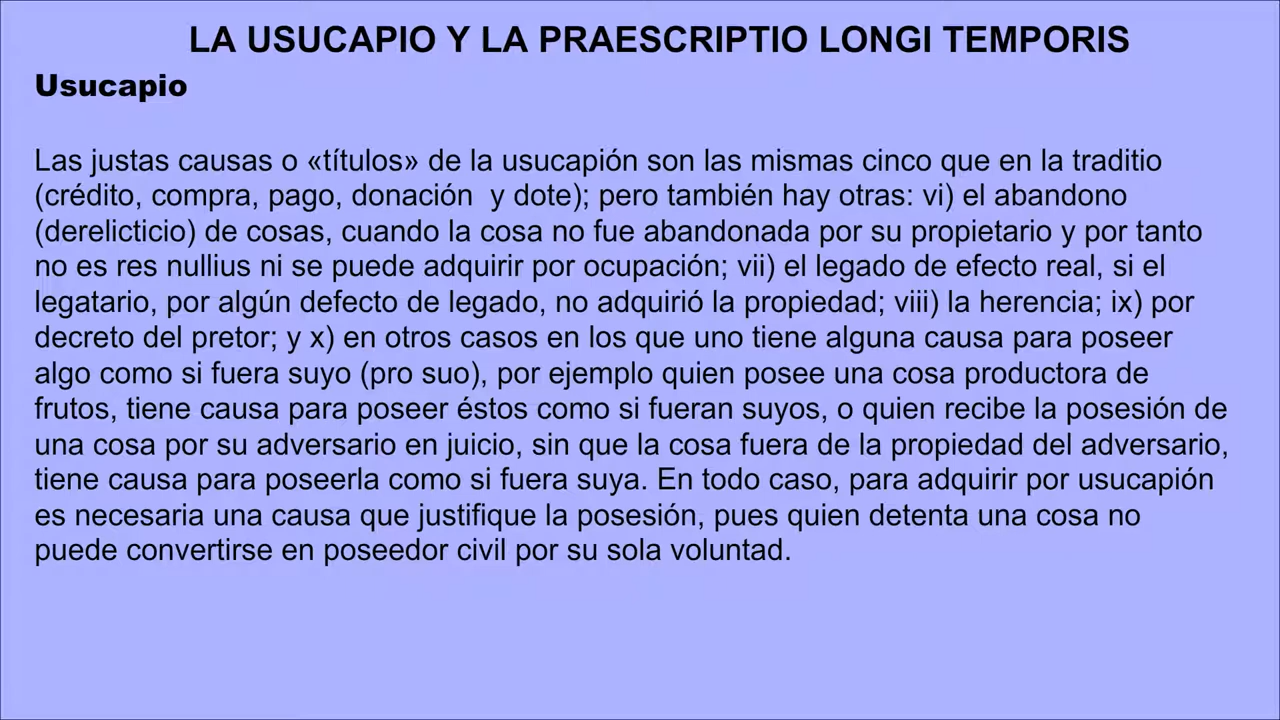 LA USUCAPIO Y LA PRAESCRIPTIO LONGI TEMPORIS
Usucapio
Las justas causas o «títulos» de la usucapión son las mismas cinco que en la traditio
(crédito, compra, pago, donación  y dote); pero también hay otras: vi) el abandono
(derelicticio) de cosas, cuando la cosa no fue abandonada por su propietario y por tanto
no es res nullius ni se puede adquirir por ocupación; vii) el legado de efecto real, si el
legatario, por algún defecto de legado, no adquirió la propiedad; viii) la herencia; ix) por
decreto del pretor; y x) en otros casos en los que uno tiene alguna causa para poseer
algo como si fuera suyo (pro suo), por ejemplo quien posee una cosa productora de
frutos, tiene causa para poseer éstos como si fueran suyos, o quien recibe la posesión de
una cosa por su adversario en juicio, sin que la cosa fuera de la propiedad del adversario,
tiene causa para poseerla como si fuera suya. En todo caso, para adquirir por usucapión
es necesaria una causa que justifique la posesión, pues quien detenta una cosa no
puede convertirse en poseedor civil por su sola voluntad.